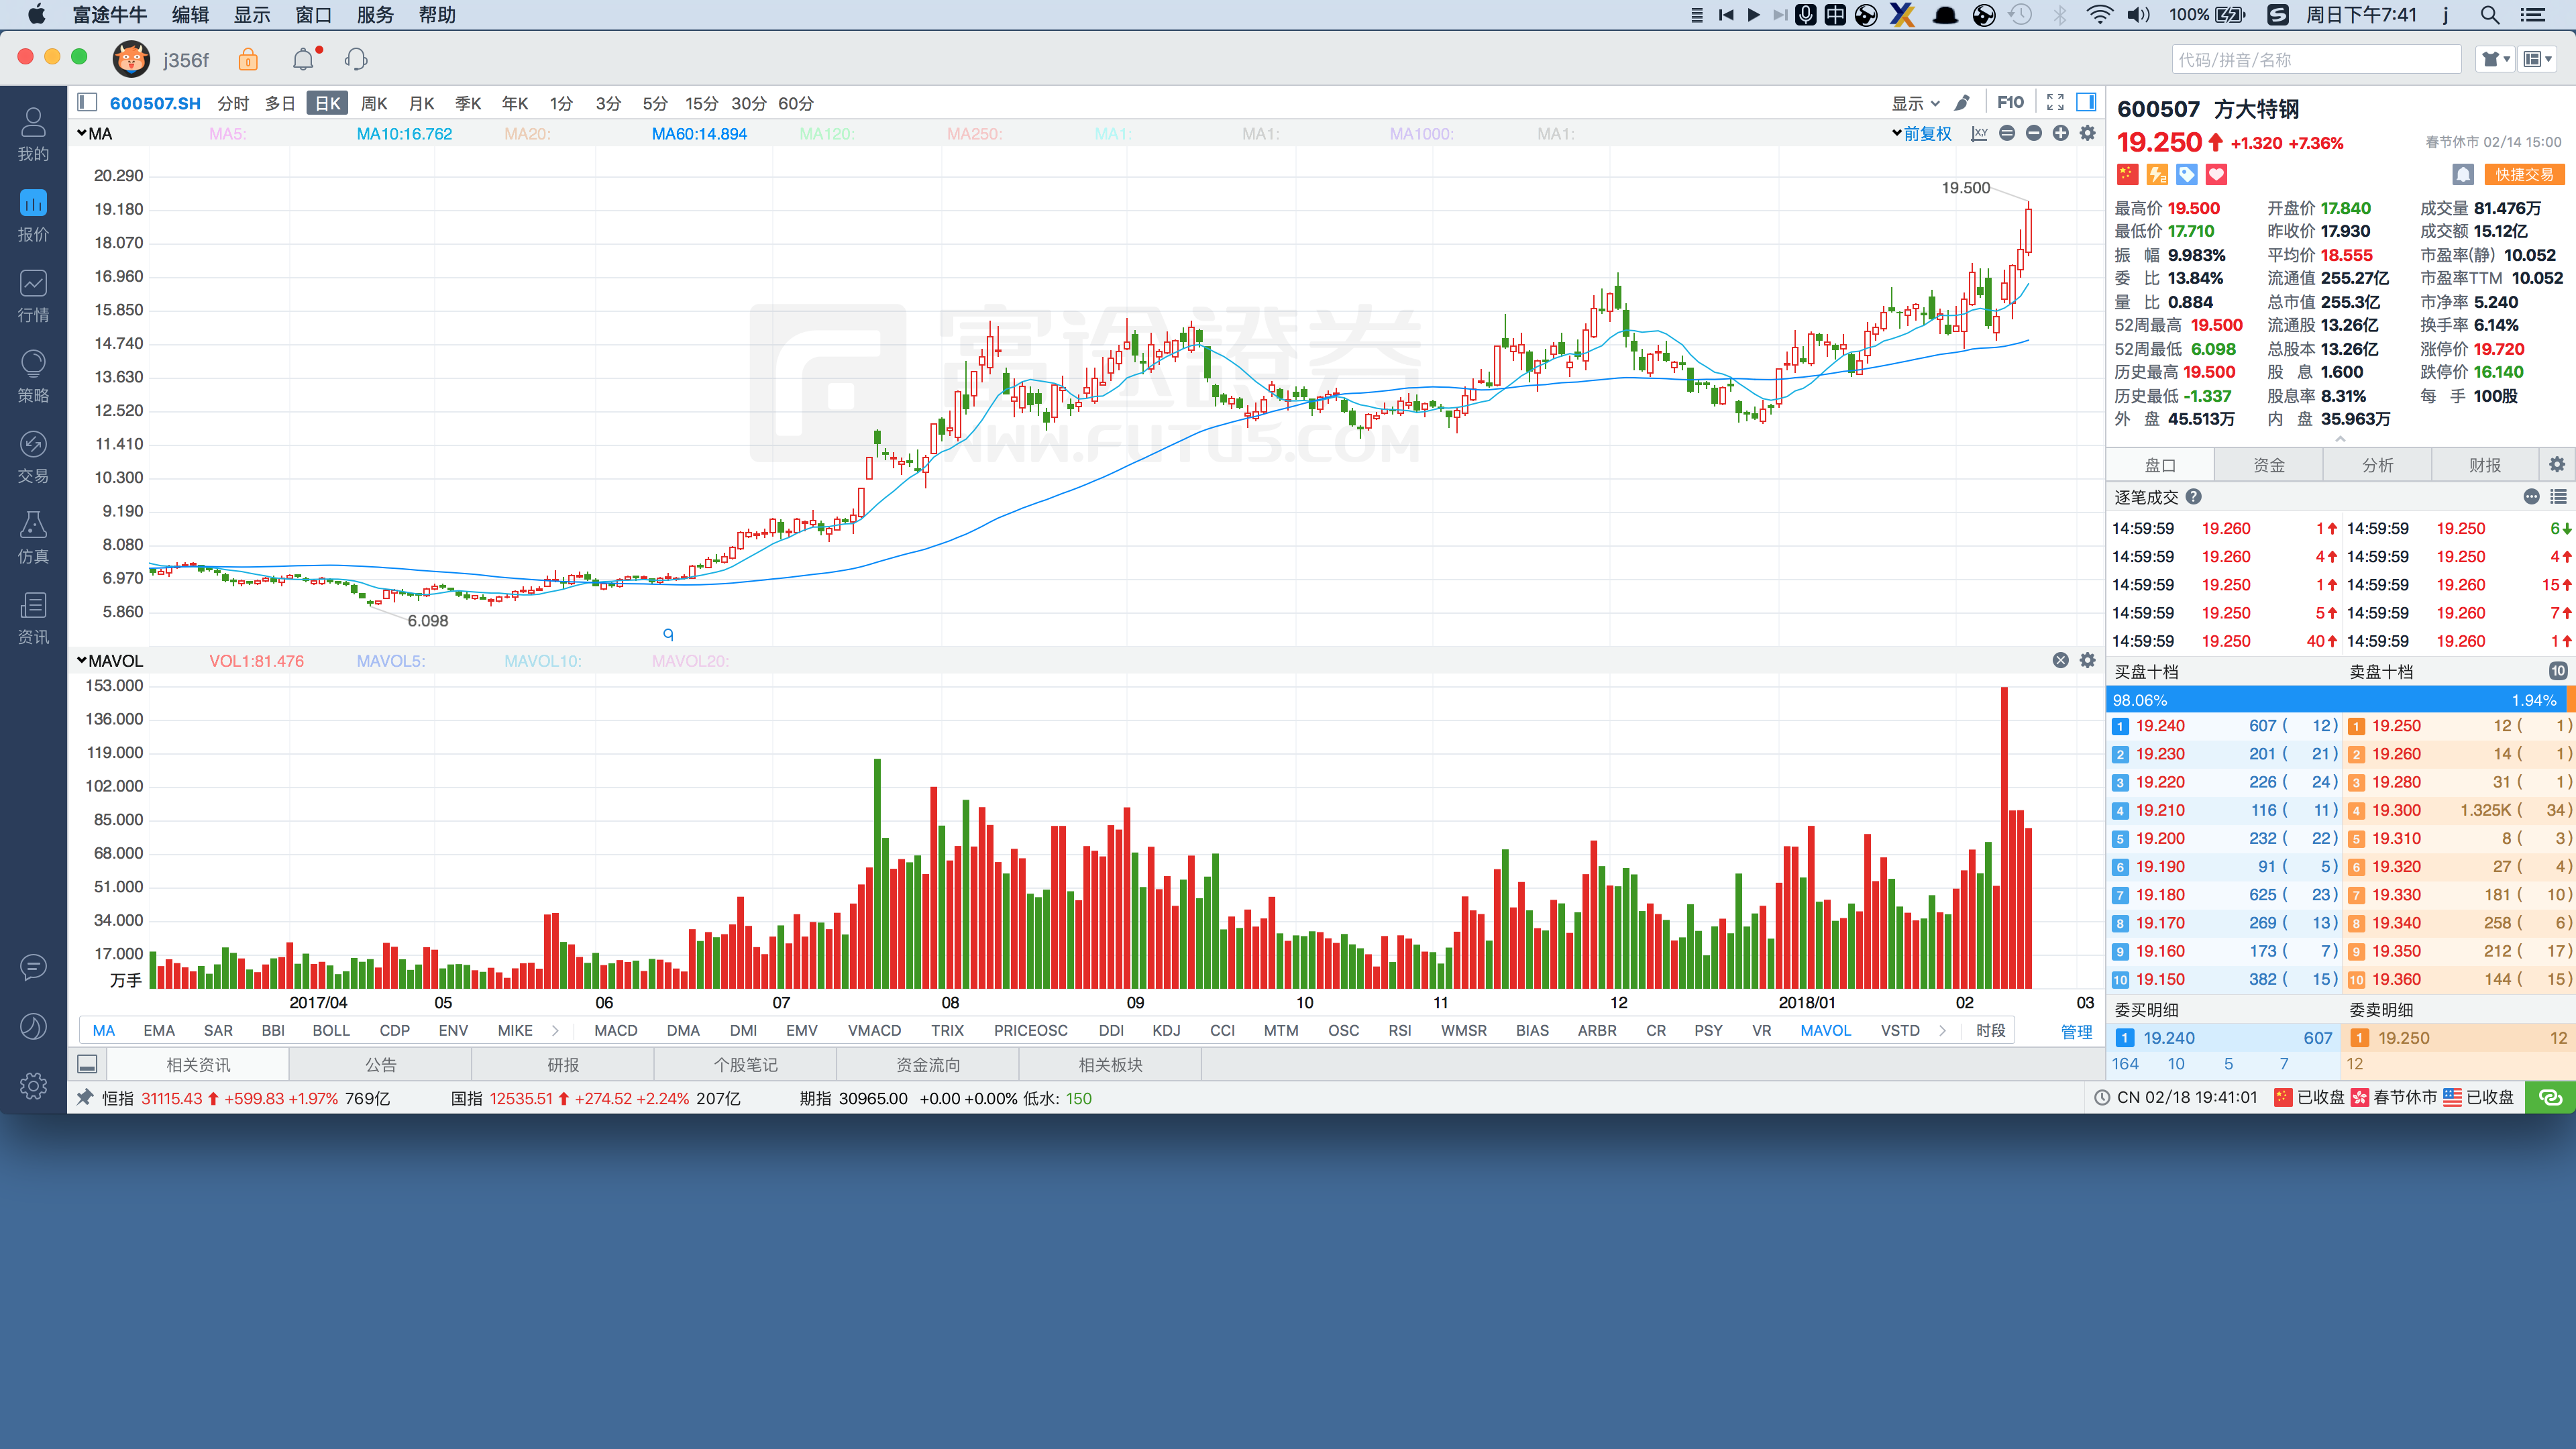 富途牛牛 编辑 显示 窗口 服务 帮助 100% 周日下午7:41 j
j356f 代码/拼音/名称
我的
报价
行情
策略
交易
仿真
资讯
600507.SH 分时 多日 日K 周K 月K 季K 年K 1分 3分 5分 15分 30分 60分 显示 F10
MA MA5: MA10:16.762 MA20: MA60:14.894 MA120: MA250: MA1: MA1: MA1000: MA1: 前复权
20.290
19.180
18.070
16.960
15.850
14.740
13.630
12.520
11.410
10.300
9.190
8.080
6.970
5.860
19.500
6.098
富途證券
WWW.FUTU5.COM
MAVOL VOL1:81.476 MAVOL5: MAVOL10: MAVOL20:
153.000
136.000
119.000
102.000
85.000
68.000
51.000
34.000
17.000
万手
2017/04 05 06 07 08 09 10 11 12 2018/01 02 03
MA EMA SAR BBI BOLL CDP ENV MIKE MACD DMA DMI EMV VMACD TRIX PRICEOSC DDI KDJ CCI MTM OSC RSI WMSR BIAS ARBR CR PSY VR MAVOL VSTD 时段 管理
相关资讯 公告 研报 个股笔记 资金流向 相关板块
600507 方大特钢
19.250 +1.320 +7.36% 春节休市 02/14 15:00
快捷交易
最高价 19.500 开盘价 17.840 成交量 81.476万
最低价 17.710 昨收价 17.930 成交额 15.12亿
振 幅 9.983% 平均价 18.555 市盈率(静) 10.052
委 比 13.84% 流通值 255.27亿 市盈率TTM 10.052
量 比 0.884 总市值 255.3亿 市净率 5.240
52周最高 19.500 流通股 13.26亿 换手率 6.14%
52周最低 6.098 总股本 13.26亿 涨停价 19.720
历史最高 19.500 股 息 1.600 跌停价 16.140
历史最低 -1.337 股息率 8.31% 每 手 100股
外 盘 45.513万 内 盘 35.963万
盘口 资金 分析 财报
逐笔成交
14:59:59 19.260 1 14:59:59 19.250 6
14:59:59 19.260 4 14:59:59 19.250 4
14:59:59 19.250 1 14:59:59 19.260 15
14:59:59 19.250 5 14:59:59 19.260 7
14:59:59 19.250 40 14:59:59 19.260 1
买盘十档 卖盘十档 10
98.06% 1.94%
1 19.240 607 ( 12) 1 19.250 12 ( 1)
2 19.230 201 ( 21) 2 19.260 14 ( 1)
3 19.220 226 ( 24) 3 19.280 31 ( 1)
4 19.210 116 ( 11) 4 19.300 1.325K ( 34)
5 19.200 232 ( 22) 5 19.310 8 ( 3)
6 19.190 91 ( 5) 6 19.320 27 ( 4)
7 19.180 625 ( 23) 7 19.330 181 ( 10)
8 19.170 269 ( 13) 8 19.340 258 ( 6)
9 19.160 173 ( 7) 9 19.350 212 ( 17)
10 19.150 382 ( 15) 10 19.360 144 ( 15)
委买明细 委卖明细
1 19.240 607 1 19.250 12
164 10 5 7 12
恒指 31115.43 +599.83 +1.97% 769亿 国指 12535.51 +274.52 +2.24% 207亿 期指 30965.00 +0.00 +0.00% 低水: 150 CN 02/18 19:41:01 已收盘 春节休市 已收盘